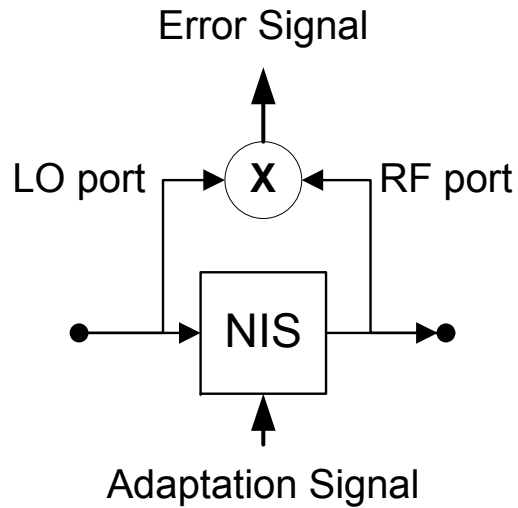 Error Signal
LO port
X
RF port
NIS
Adaptation Signal